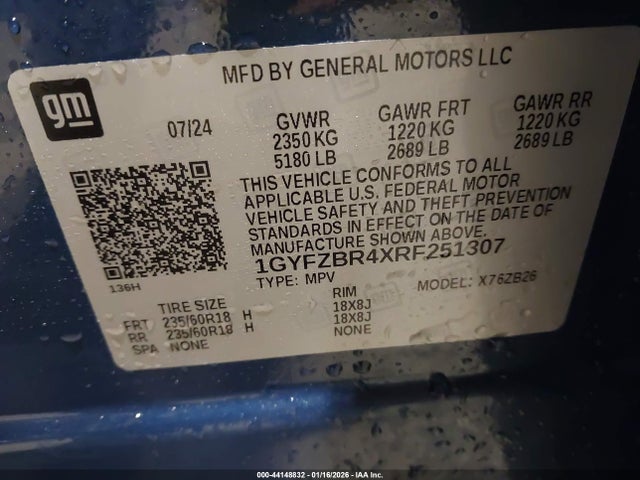 gm
MFD BY GENERAL MOTORS LLC
07/24
GVWR
2350 KG
5180 LB
GAWR FRT
1220 KG
2689 LB
GAWR RR
1220 KG
2689 LB
THIS VEHICLE CONFORMS TO ALL
APPLICABLE U.S. FEDERAL MOTOR
VEHICLE SAFETY AND THEFT PREVENTION
STANDARDS IN EFFECT ON THE DATE OF
MANUFACTURE SHOWN ABOVE.
1GYFZBR4XRF251307
TYPE: MPV
MODEL: X76ZB26
136H
TIRE SIZE
RIM
FRT 235/60R18 H 18X8J
RR 235/60R18 H 18X8J
SPA NONE NONE
000-44148832 - 01/16/2026 - IAA Inc.